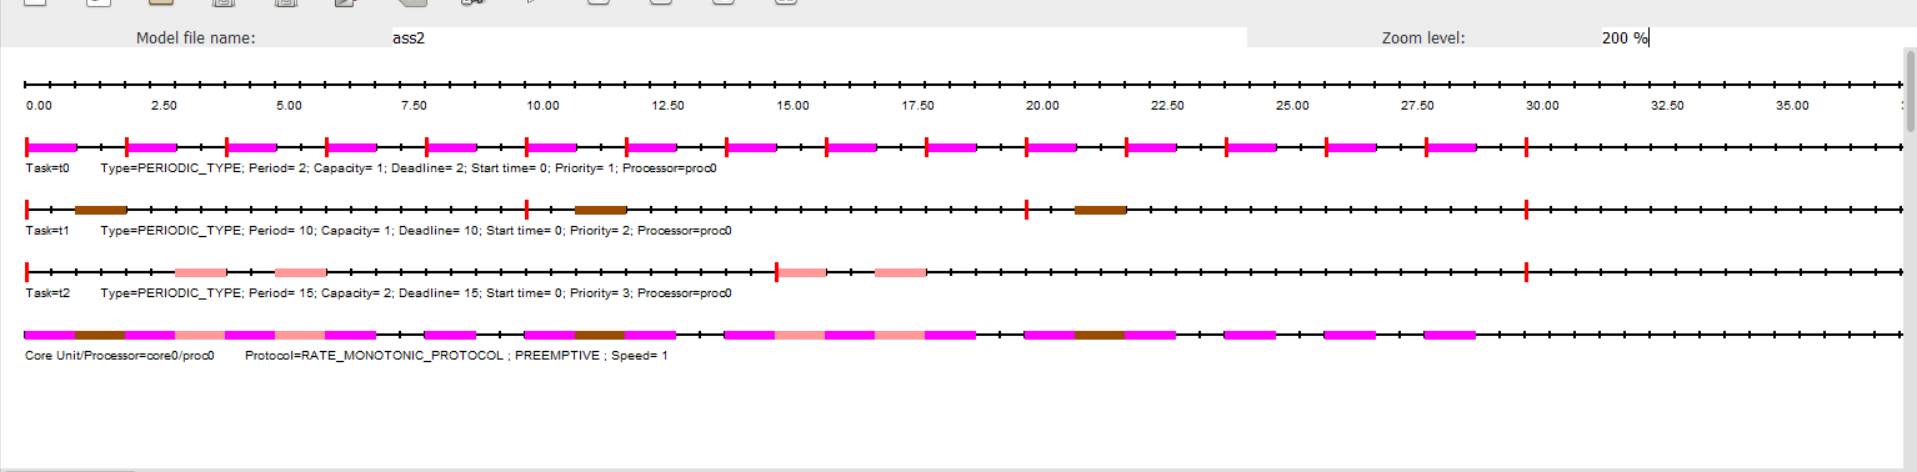 Model file name: ass2 Zoom level: 200 %
0.00 2.50 5.00 7.50 10.00 12.50 15.00 17.50 20.00 22.50 25.00 27.50 30.00 32.50 35.00
Task=t0 Type=PERIODIC_TYPE; Period= 2; Capacity= 1; Deadline= 2; Start time= 0; Priority= 1; Processor=proc0
Task=t1 Type=PERIODIC_TYPE; Period= 10; Capacity= 1; Deadline= 10; Start time= 0; Priority= 2; Processor=proc0
Task=t2 Type=PERIODIC_TYPE; Period= 15; Capacity= 2; Deadline= 15; Start time= 0; Priority= 3; Processor=proc0
Core Unit/Processor=core0/proc0 Protocol=RATE_MONOTONIC_PROTOCOL ; PREEMPTIVE ; Speed= 1